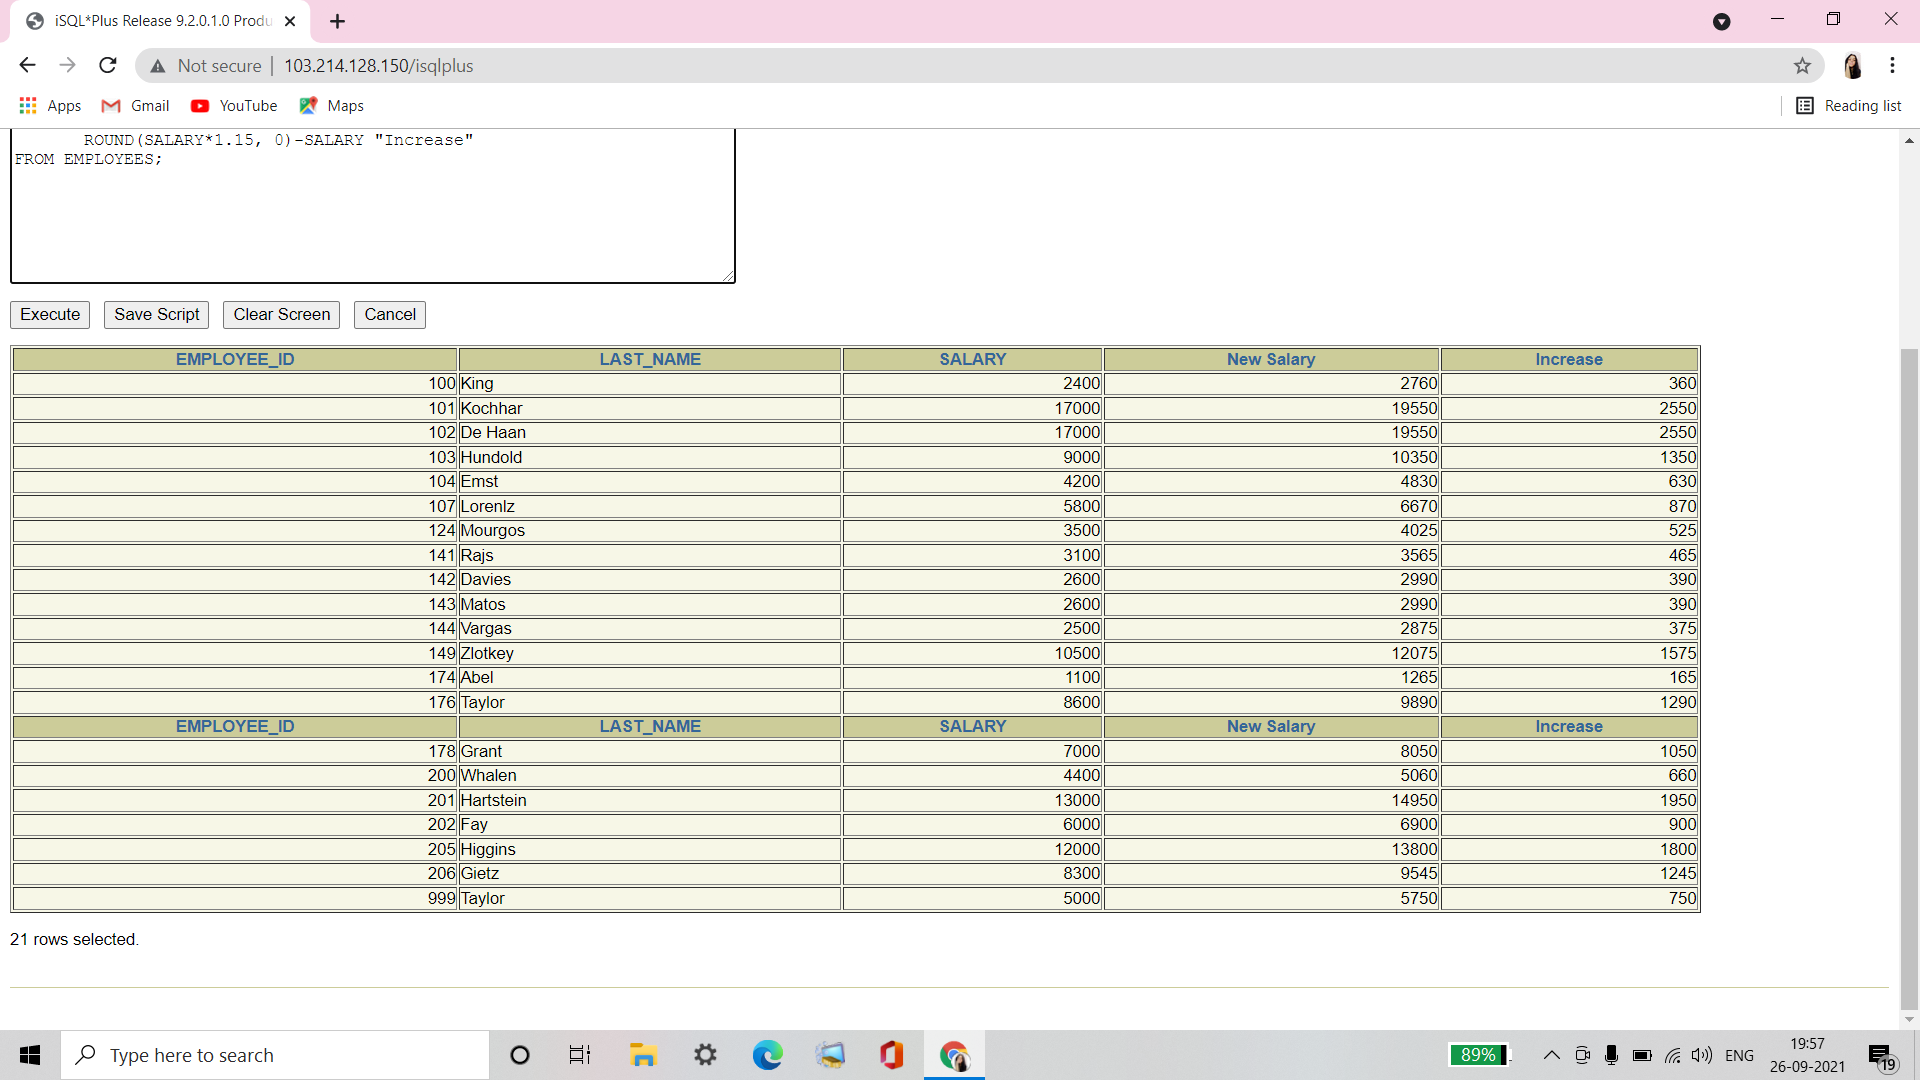 iSQL*Plus Release 9.2.0.1.0 Produ
Not secure | 103.214.128.150/isqlplus
Apps Gmail YouTube Maps Reading list
ROUND(SALARY*1.15, 0)-SALARY "Increase"
FROM EMPLOYEES;
Execute Save Script Clear Screen Cancel
EMPLOYEE_ID LAST_NAME SALARY New Salary Increase
100 King 2400 2760 360
101 Kochhar 17000 19550 2550
102 De Haan 17000 19550 2550
103 Hundold 9000 10350 1350
104 Emst 4200 4830 630
107 Lorenlz 5800 6670 870
124 Mourgos 3500 4025 525
141 Rajs 3100 3565 465
142 Davies 2600 2990 390
143 Matos 2600 2990 390
144 Vargas 2500 2875 375
149 Zlotkey 10500 12075 1575
174 Abel 1100 1265 165
176 Taylor 8600 9890 1290
EMPLOYEE_ID LAST_NAME SALARY New Salary Increase
178 Grant 7000 8050 1050
200 Whalen 4400 5060 660
201 Hartstein 13000 14950 1950
202 Fay 6000 6900 900
205 Higgins 12000 13800 1800
206 Gietz 8300 9545 1245
999 Taylor 5000 5750 750
21 rows selected.
Type here to search 89% ENG 19:57
26-09-2021 19